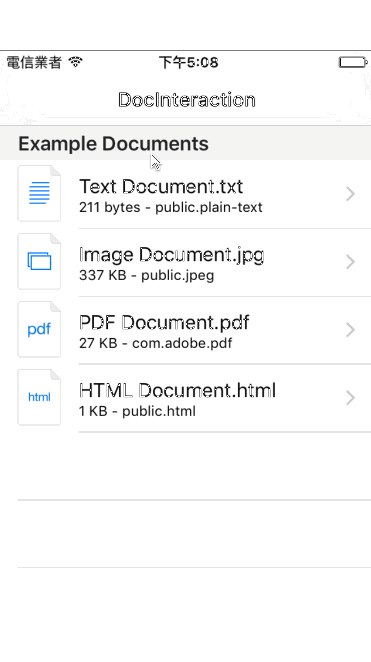 電信業者 下午5:08
DocInteraction
Example Documents
Text Document.txt
211 bytes - public.plain-text
Image Document.jpg
337 KB - public.jpeg
pdf PDF Document.pdf
27 KB - com.adobe.pdf
html HTML Document.html
1 KB - public.html